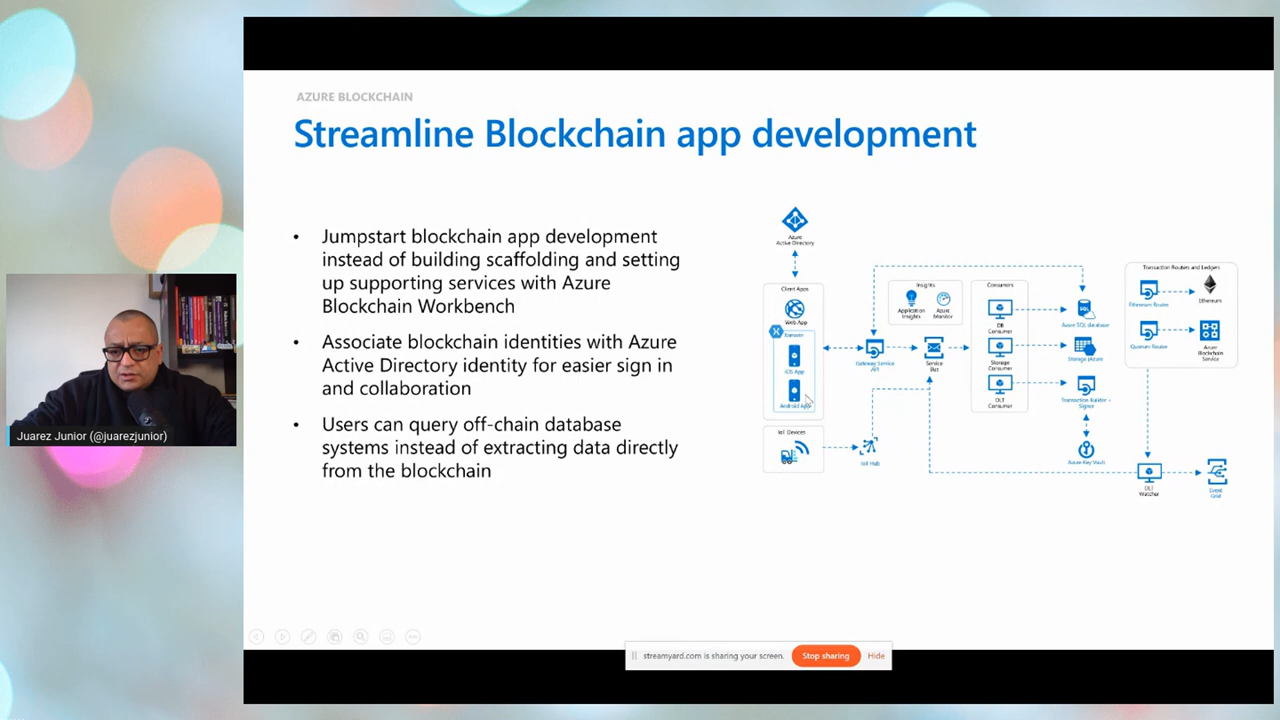 AZURE BLOCKCHAIN
Streamline Blockchain app development
• Jumpstart blockchain app development
instead of building scaffolding and setting
up supporting services with Azure
Blockchain Workbench
• Associate blockchain identities with Azure
Active Directory identity for easier sign in
and collaboration
• Users can query off-chain database
systems instead of extracting data directly
from the blockchain
Azure
Active Directory
Client Apps
Web App
Xamarin
iOS App
Android App
IoT Devices
IoT Hub
Gateway Service
API
Insights
Application
Insights
Azure
Monitor
Service
Bus
Consumers
DB
Consumer
Storage
Consumer
DLT
Consumer
SQL
Azure SQL database
Storage (Azure
Transaction Builder +
Signer
Azure Key Vault
Transaction Routers and Ledgers
Ethereum Router
Ethereum
Quorum Router
Azure
Blockchain
Service
DLT
Watcher
Event
Grid
Juarez Junior (@juarezjunior)
streamyard.com is sharing your screen.
Stop sharing
Hide